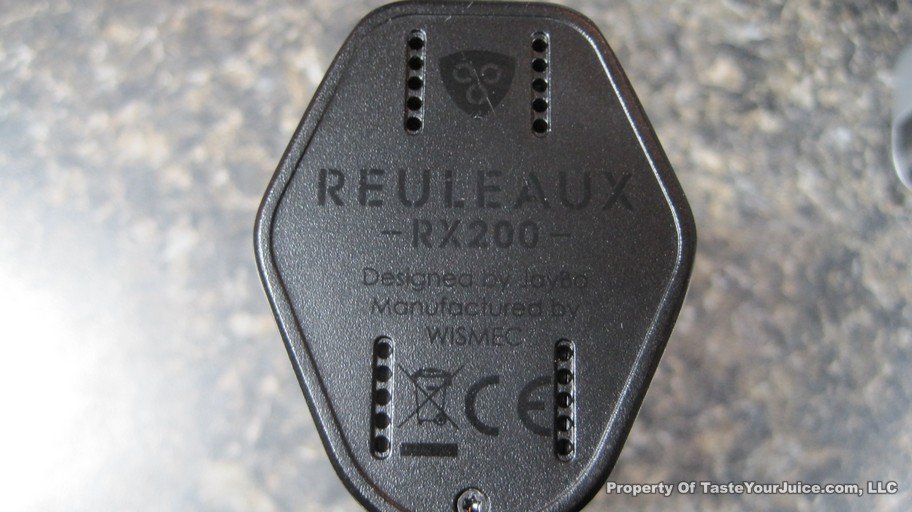 REULEAUX
-RX200-
Designed by Jaybo
Manufactured by
WISMEC
CE
Property Of TasteYourJuice.com, LLC